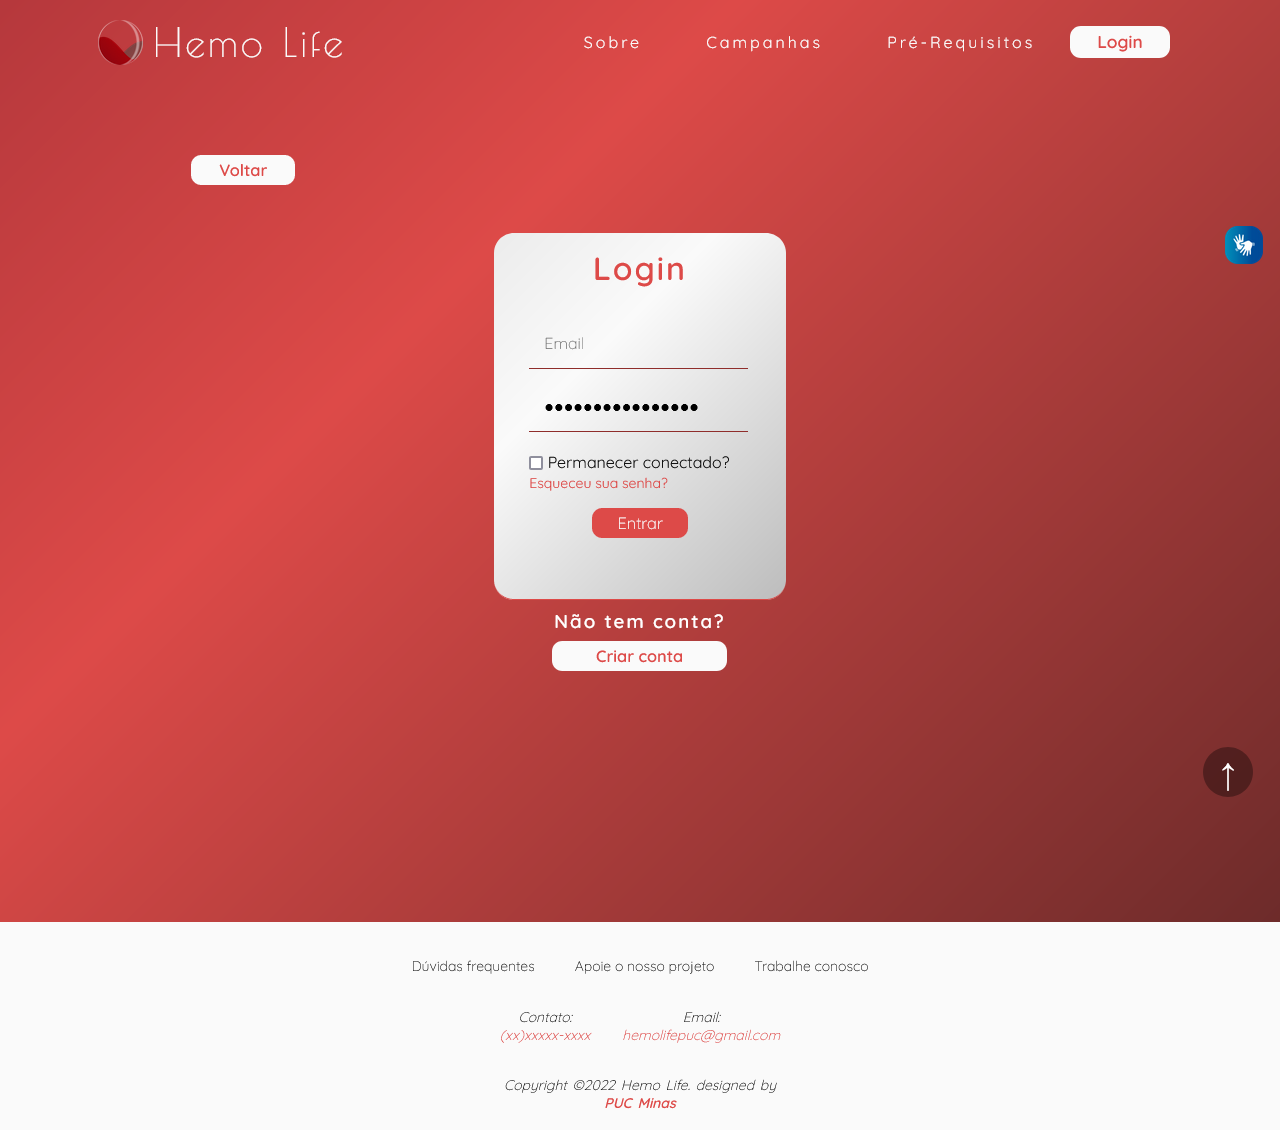 Hemo Life
Sobre
Campanhas
Pré-Requisitos
Login
Voltar
Login
Email
••••••••••••••••
Permanecer conectado?
Esqueceu sua senha?
Entrar
Não tem conta?
Criar conta
↑
Dúvidas frequentes
Apoie o nosso projeto
Trabalhe conosco
Contato:
(xx)xxxxx-xxxx
Email:
hemolifepuc@gmail.com
Copyright ©2022 Hemo Life. designed by
PUC Minas